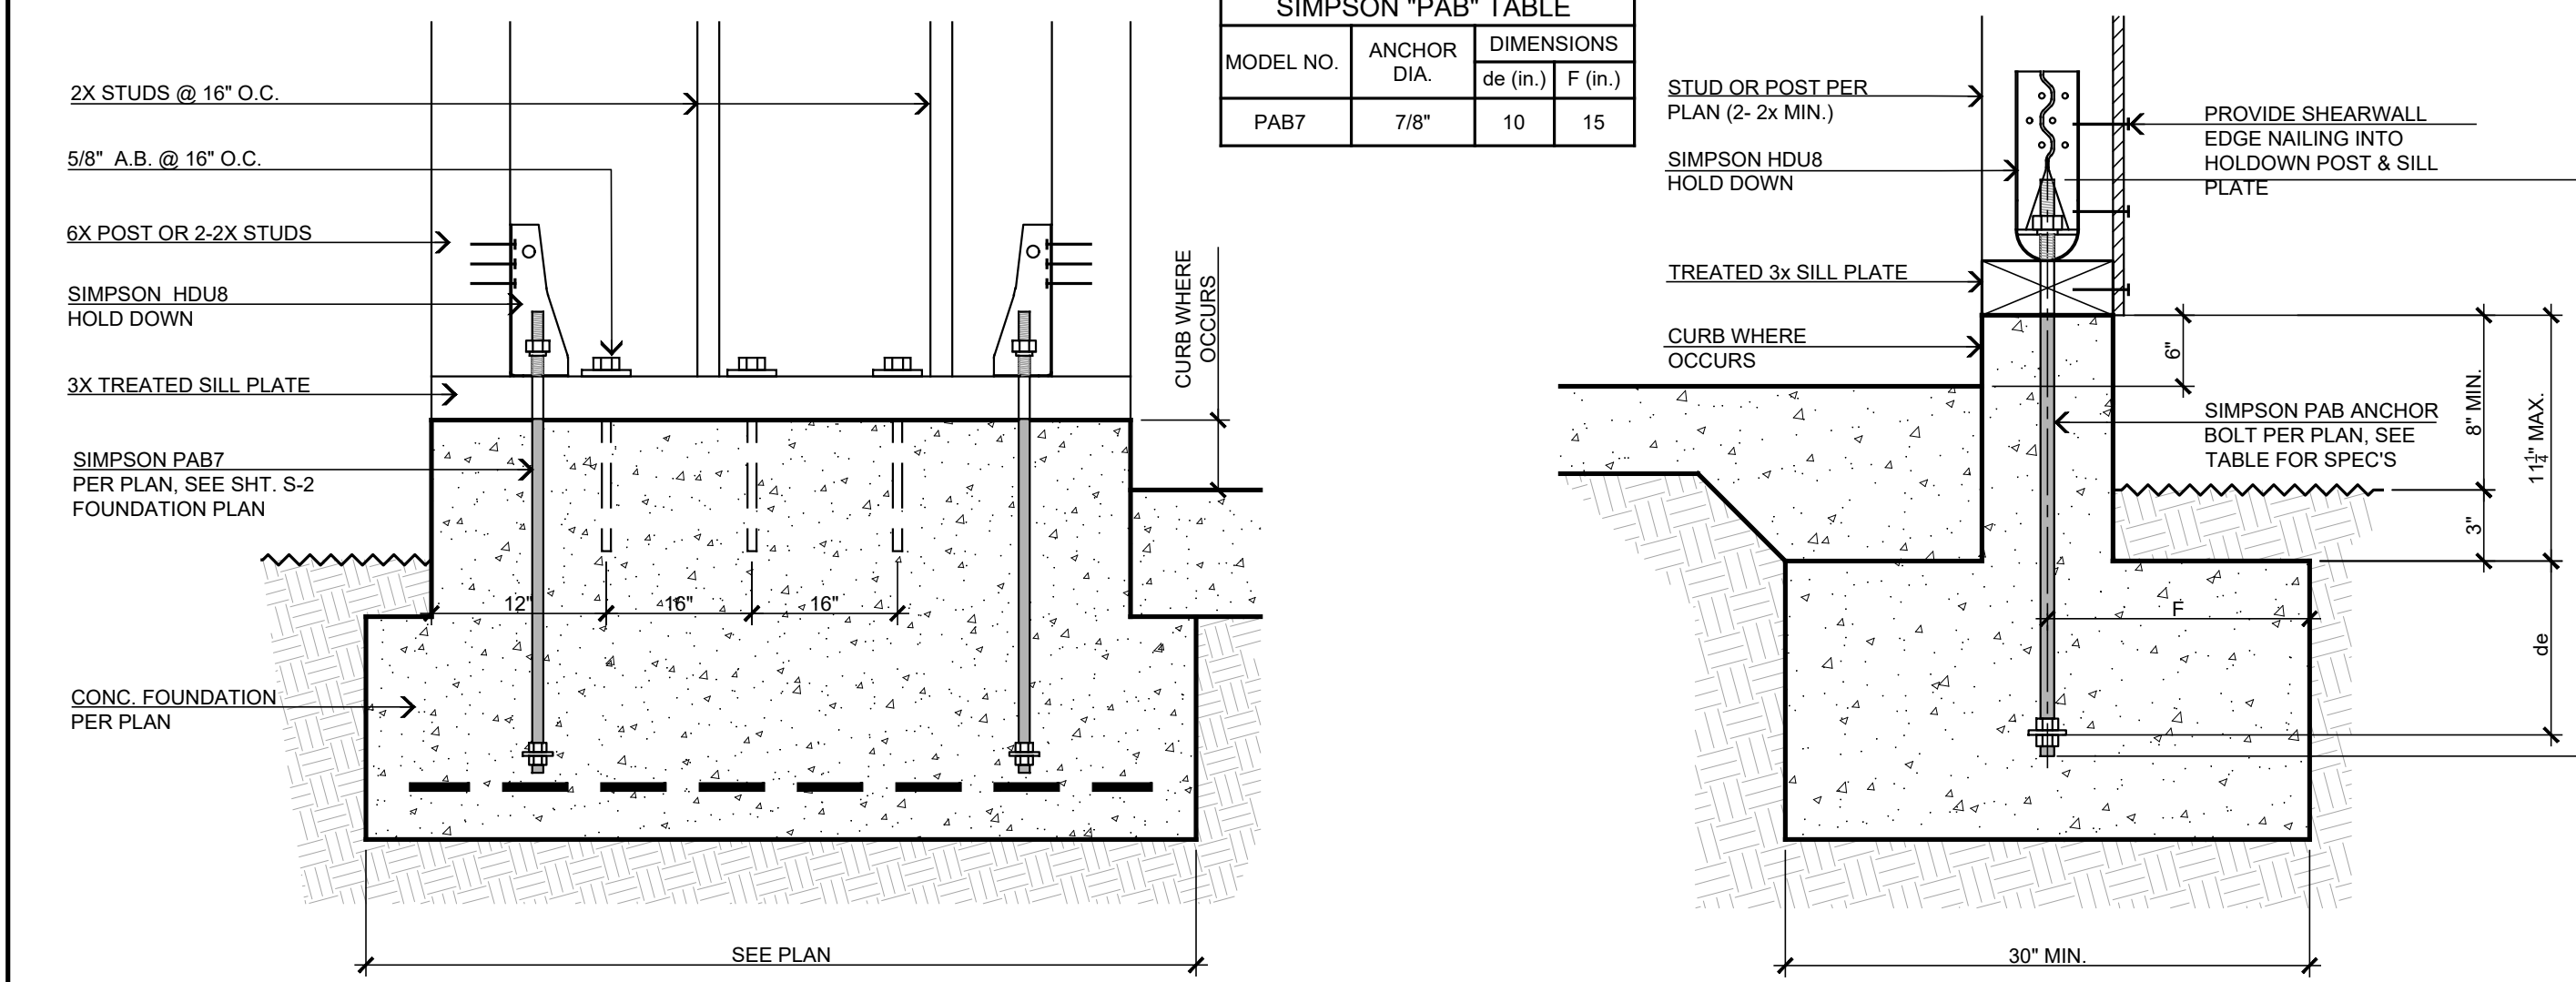 SIMPSON "PAB" TABLE
MODEL NO.
ANCHOR
DIA.
DIMENSIONS
de (in.)
F (in.)
PAB7
7/8"
10
15
2X STUDS @ 16" O.C.
5/8" A.B. @ 16" O.C.
6X POST OR 2-2X STUDS
SIMPSON HDU8
HOLD DOWN
3X TREATED SILL PLATE
SIMPSON PAB7
PER PLAN, SEE SHT. S-2
FOUNDATION PLAN
CONC. FOUNDATION
PER PLAN
CURB WHERE
OCCURS
12"
16"
16"
SEE PLAN
STUD OR POST PER
PLAN (2- 2x MIN.)
SIMPSON HDU8
HOLD DOWN
TREATED 3x SILL PLATE
CURB WHERE
OCCURS
PROVIDE SHEARWALL
EDGE NAILING INTO
HOLDOWN POST & SILL
PLATE
6"
SIMPSON PAB ANCHOR
BOLT PER PLAN, SEE
TABLE FOR SPEC'S
8" MIN.
3"
11 1/4" MAX.
F
de
30" MIN.